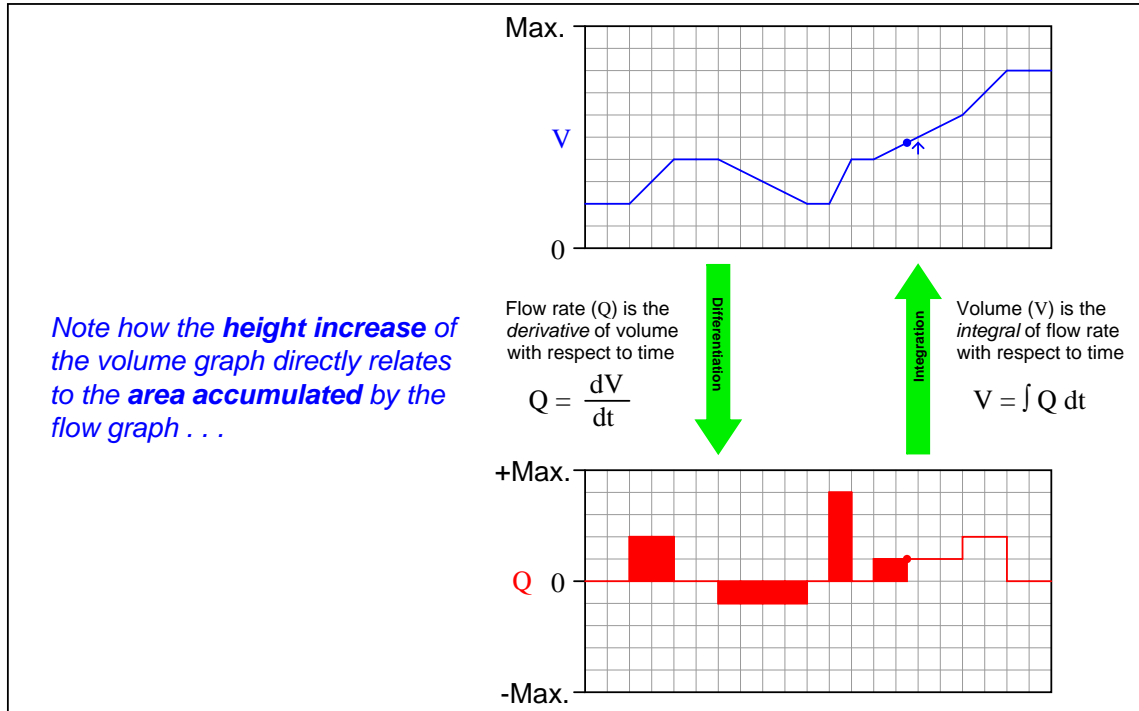 Max.
V
0
Note how the height increase of
the volume graph directly relates
to the area accumulated by the
flow graph . . .
Flow rate (Q) is the
derivative of volume
with respect to time
Q = dV
dt
Differentiation
Integration
Volume (V) is the
integral of flow rate
with respect to time
V = ∫ Q dt
+Max.
Q 0
-Max.